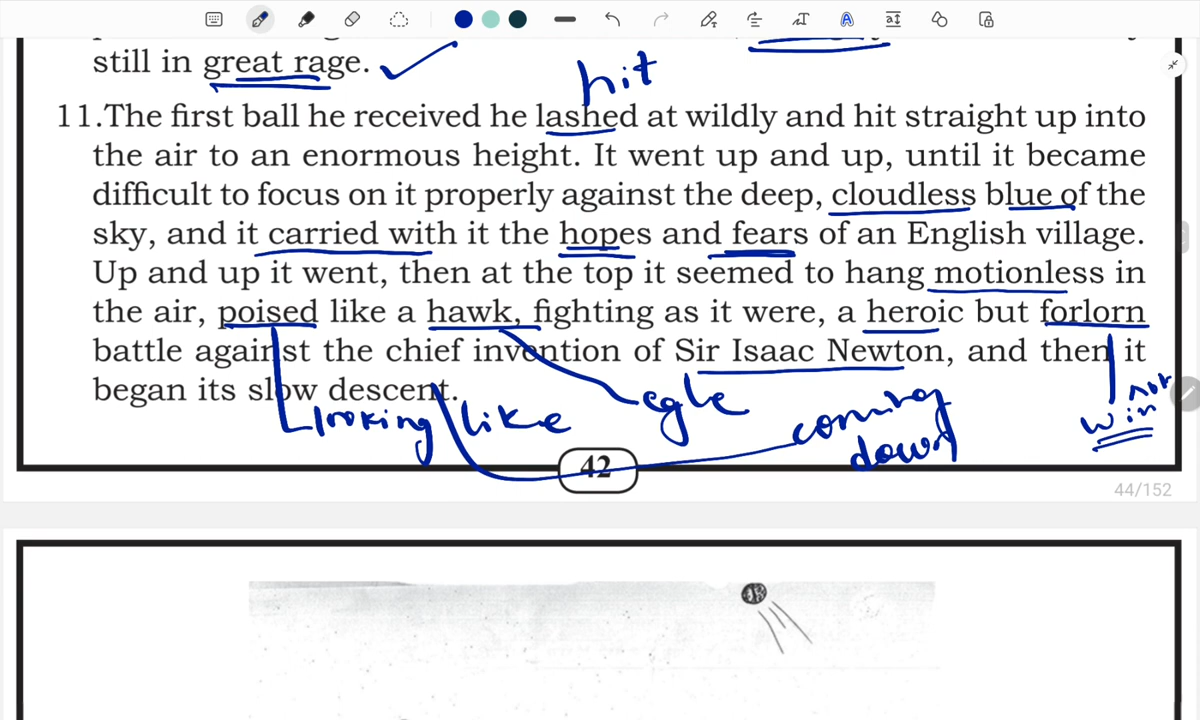 still in great rage.
hit
11.The first ball he received he lashed at wildly and hit straight up into
the air to an enormous height. It went up and up, until it became
difficult to focus on it properly against the deep, cloudless blue of the
sky, and it carried with it the hopes and fears of an English village.
Up and up it went, then at the top it seemed to hang motionless in
the air, poised like a hawk, fighting as it were, a heroic but forlorn
battle against the chief invention of Sir Isaac Newton, and then it
began its slow descent.
looking like
egle
coming
down
not
win
42
44/152